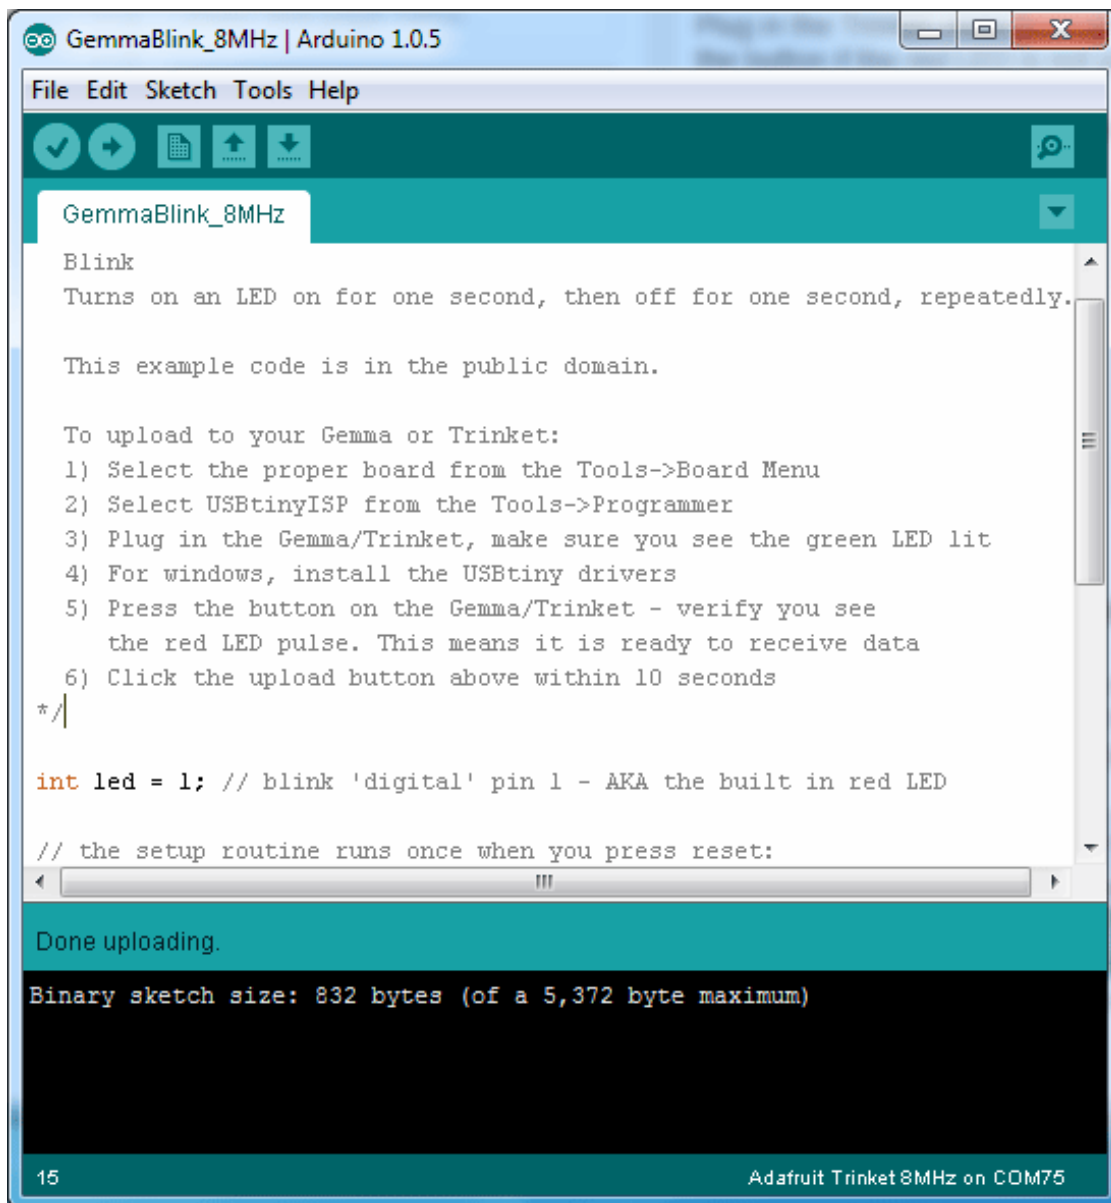 GemmaBlink_8MHz | Arduino 1.0.5
File Edit Sketch Tools Help
GemmaBlink_8MHz
Blink
Turns on an LED on for one second, then off for one second, repeatedly.
This example code is in the public domain.
To upload to your Gemma or Trinket:
1) Select the proper board from the Tools->Board Menu
2) Select USBtinyISP from the Tools->Programmer
3) Plug in the Gemma/Trinket, make sure you see the green LED lit
4) For windows, install the USBtiny drivers
5) Press the button on the Gemma/Trinket - verify you see
the red LED pulse. This means it is ready to receive data
6) Click the upload button above within 10 seconds
*/
int led = 1; // blink 'digital' pin 1 - AKA the built in red LED
// the setup routine runs once when you press reset:
Done uploading.
Binary sketch size: 832 bytes (of a 5,372 byte maximum)
15
Adafruit Trinket 8MHz on COM75